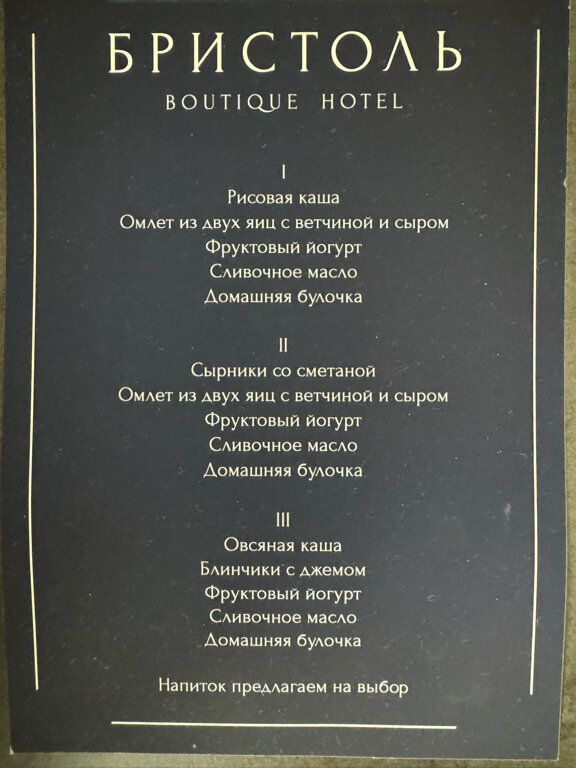 БРИСТОЛЬ
BOUTIQUE HOTEL
I
Рисовая каша
Омлет из двух яиц с ветчиной и сыром
Фруктовый йогурт
Сливочное масло
Домашняя булочка
II
Сырники со сметаной
Омлет из двух яиц с ветчиной и сыром
Фруктовый йогурт
Сливочное масло
Домашняя булочка
III
Овсяная каша
Блинчики с джемом
Фруктовый йогурт
Сливочное масло
Домашняя булочка
Напиток предлагаем на выбор